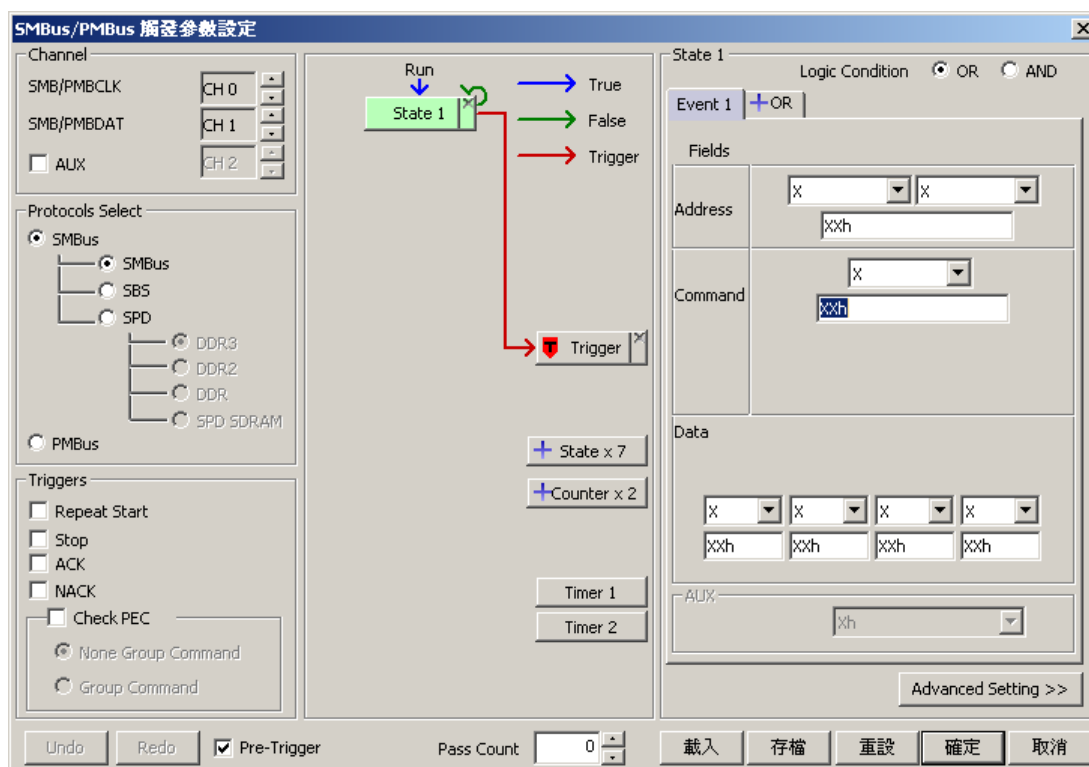 SMBus/PMBus 觸發參數設定
Channel
SMB/PMBCLK CH 0
SMB/PMBDAT CH 1
AUX CH 2
Protocols Select
SMBus
SMBus
SBS
SPD
DDR3
DDR2
DDR
SPD SDRAM
PMBus
Triggers
Repeat Start
Stop
ACK
NACK
Check PEC
None Group Command
Group Command
Run
State 1
True
False
Trigger
T Trigger
State x 7
Counter x 2
Timer 1
Timer 2
State 1
Logic Condition OR AND
Event 1 OR
Fields
Address X X
XXh
Command X
XXh
Data
X X X X
XXh XXh XXh XXh
AUX
Xh
Advanced Setting >>
Undo Redo Pre-Trigger Pass Count 0 載入 存檔 重設 確定 取消